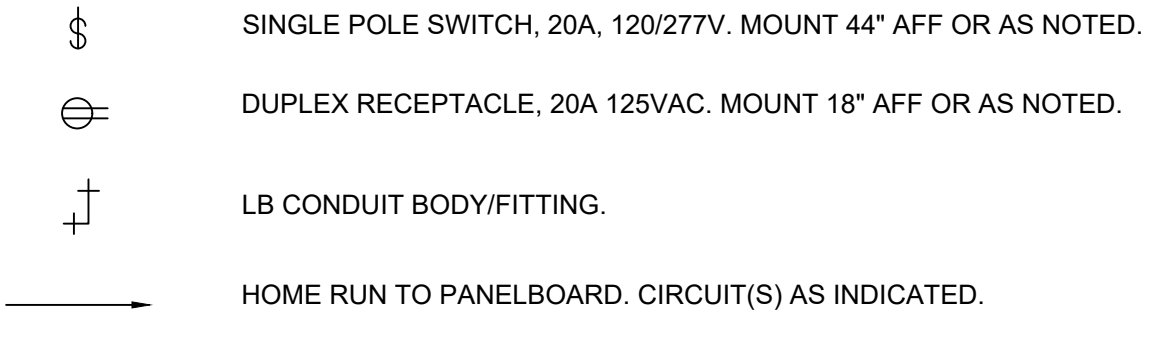 SINGLE POLE SWITCH, 20A, 120/277V. MOUNT 44" AFF OR AS NOTED.
DUPLEX RECEPTACLE, 20A 125VAC. MOUNT 18" AFF OR AS NOTED.
LB CONDUIT BODY/FITTING.
HOME RUN TO PANELBOARD. CIRCUIT(S) AS INDICATED.